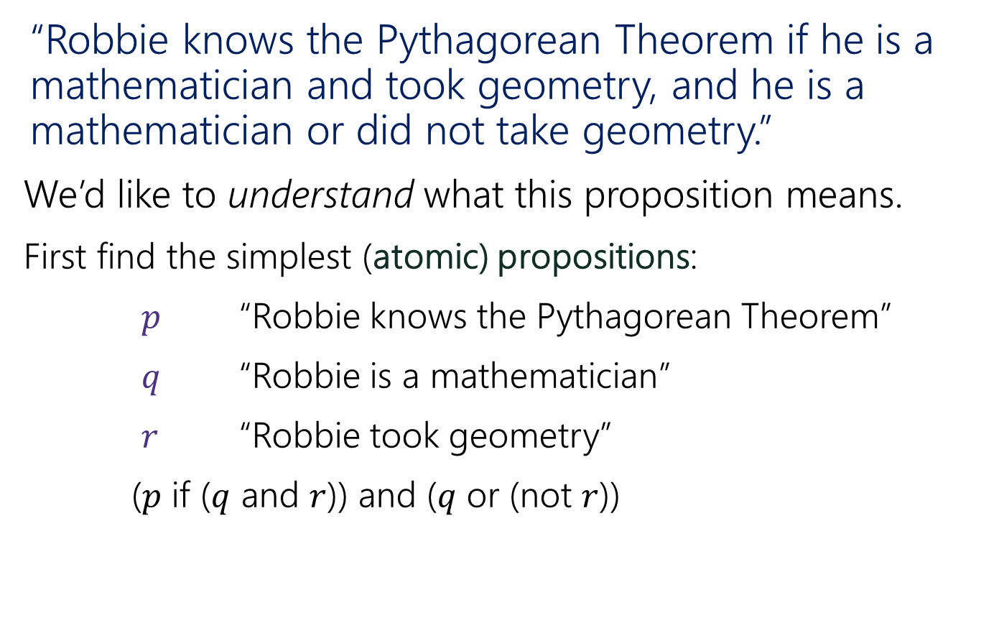 “Robbie knows the Pythagorean Theorem if he is a
mathematician and took geometry, and he is a
mathematician or did not take geometry.”
We’d like to understand what this proposition means.
First find the simplest (atomic) propositions:
𝑝 “Robbie knows the Pythagorean Theorem”
𝑞 “Robbie is a mathematician”
𝑟 “Robbie took geometry”
(𝑝 if (𝑞 and 𝑟)) and (𝑞 or (not 𝑟))